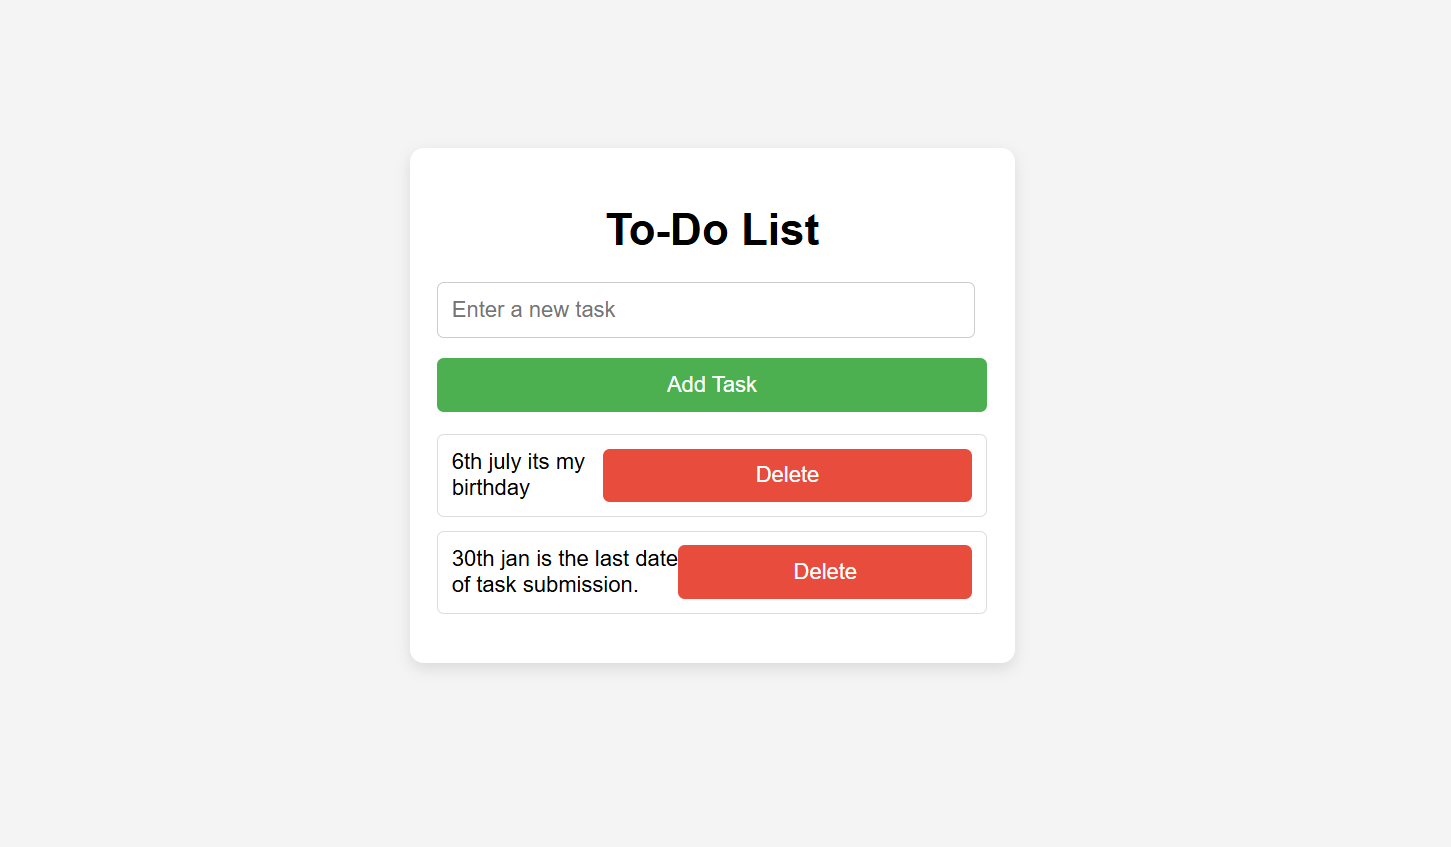 To-Do List
Enter a new task
Add Task
6th july its my
birthday
Delete
30th jan is the last date
of task submission.
Delete